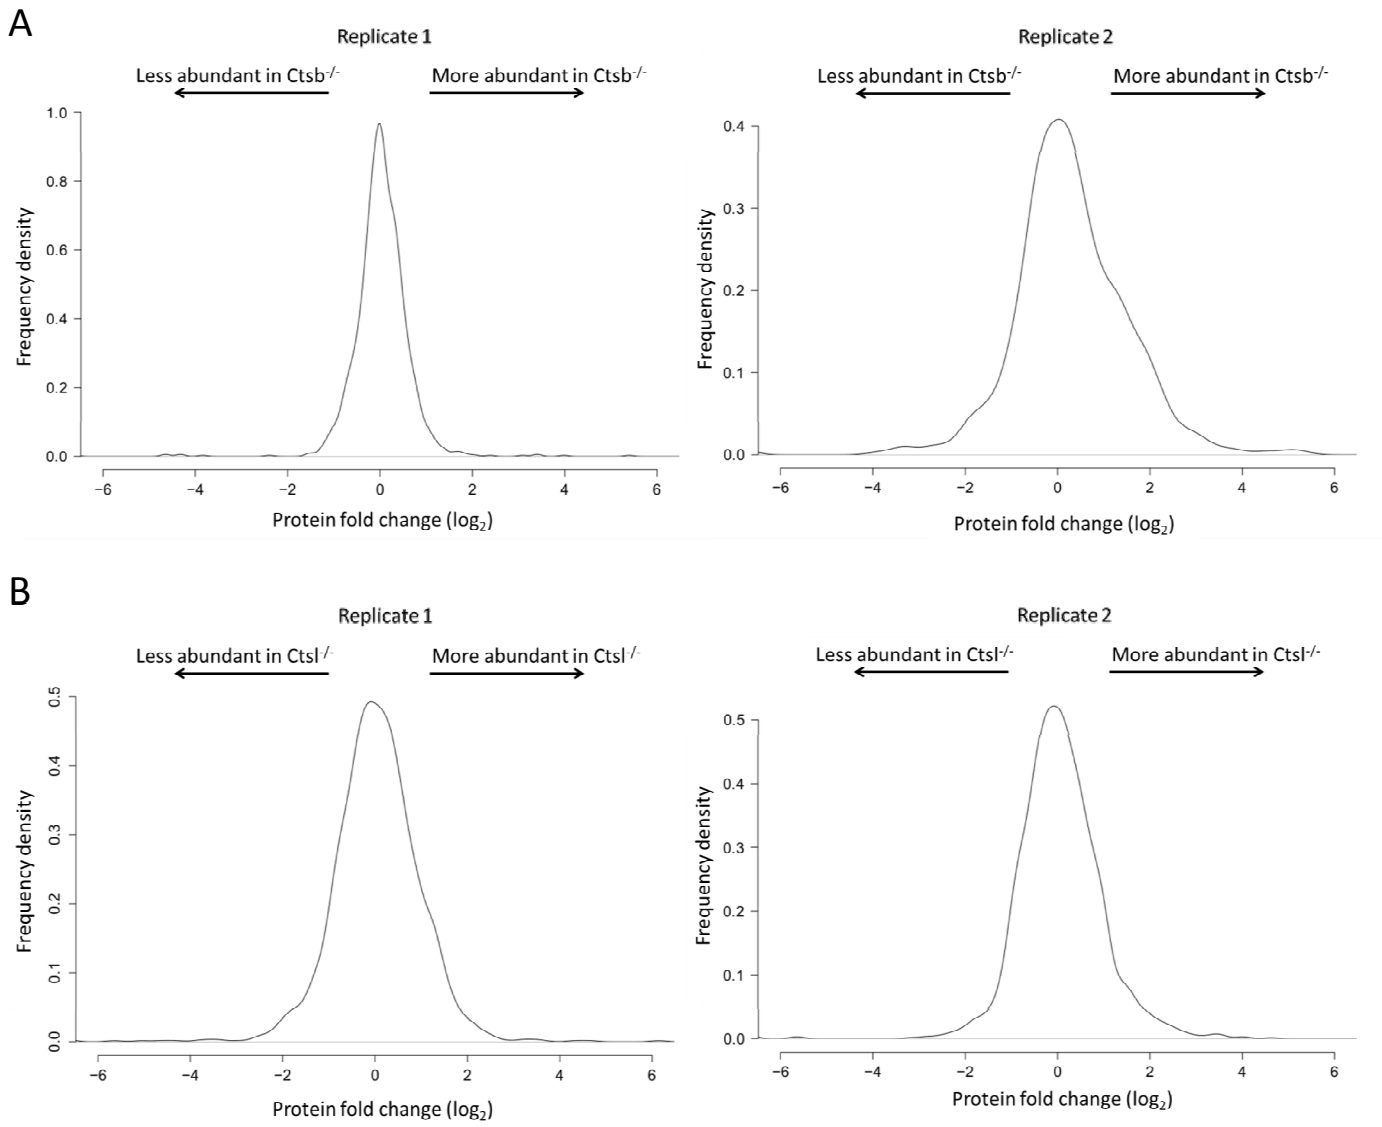 A
Replicate 1
Less abundant in Ctsb-/-
More abundant in Ctsb-/-
Frequency density
1.0
0.8
0.6
0.4
0.2
0.0
−6 −4 −2 0 2 4 6
Protein fold change (log2)
Replicate 2
Less abundant in Ctsb-/-
More abundant in Ctsb-/-
Frequency density
0.4
0.3
0.2
0.1
0.0
−6 −4 −2 0 2 4 6
Protein fold change (log2)
B
Replicate 1
Less abundant in Ctsl-/-
More abundant in Ctsl-/-
Frequency density
0.5
0.4
0.3
0.2
0.1
0.0
−6 −4 −2 0 2 4 6
Protein fold change (log2)
Replicate 2
Less abundant in Ctsl-/-
More abundant in Ctsl-/-
Frequency density
0.5
0.4
0.3
0.2
0.1
0.0
−6 −4 −2 0 2 4 6
Protein fold change (log2)